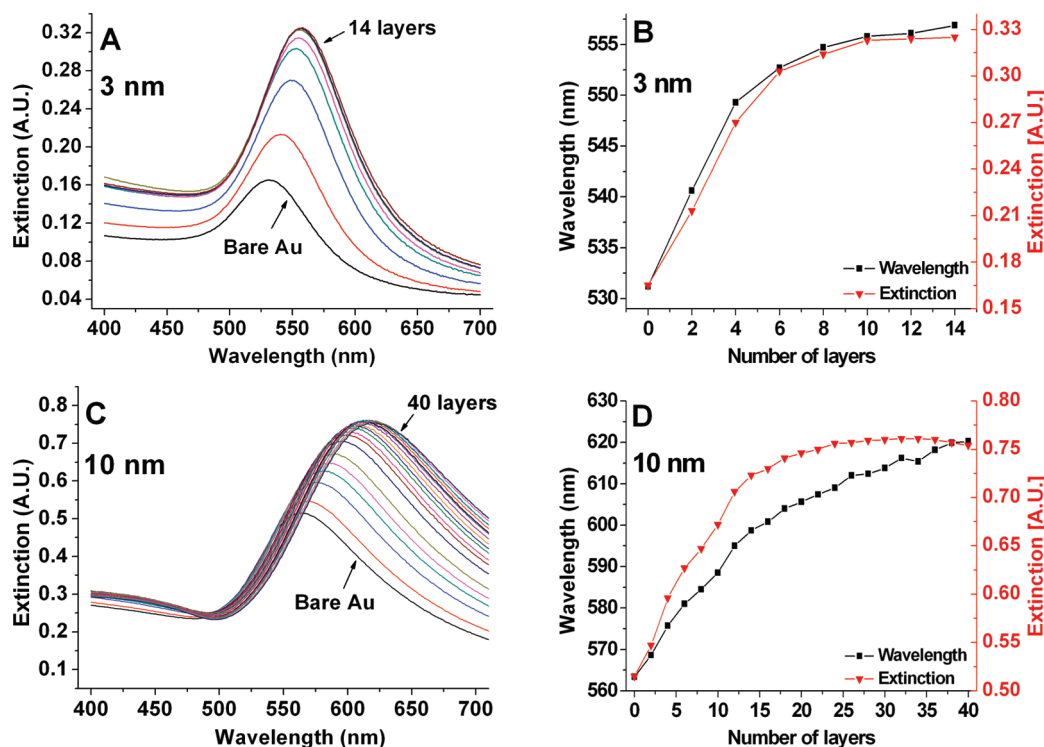 A
3 nm
14 layers
Bare Au
Extinction (A.U.)
0.32
0.28
0.24
0.20
0.16
0.12
0.08
0.04
400 450 500 550 600 650 700
Wavelength (nm)
B
3 nm
Wavelength (nm)
555
550
545
540
535
530
Extinction [A.U.]
0.33
0.30
0.27
0.24
0.21
0.18
0.15
Wavelength
Extinction
0 2 4 6 8 10 12 14
Number of layers
C
10 nm
40 layers
Bare Au
Extinction (A.U.)
0.8
0.7
0.6
0.5
0.4
0.3
0.2
0.1
400 450 500 550 600 650 700
Wavelength (nm)
D
10 nm
Wavelength (nm)
630
620
610
600
590
580
570
560
Extinction [A.U.]
0.80
0.75
0.70
0.65
0.60
0.55
0.50
Wavelength
Extinction
0 5 10 15 20 25 30 35 40
Number of layers